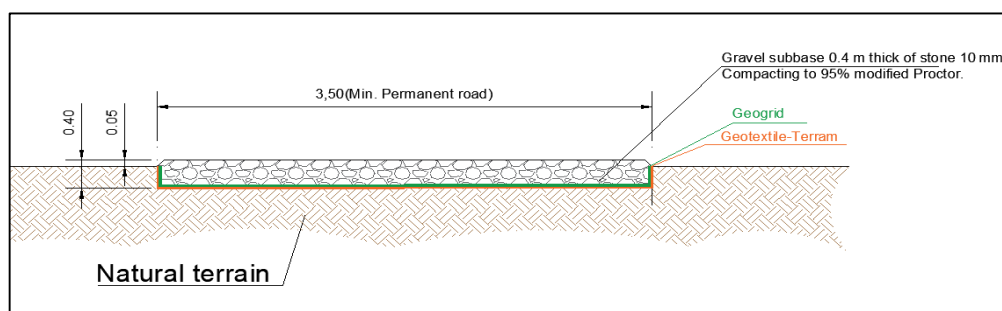 Gravel subbase 0.4 m thick of stone 10 mm
Compacting to 95% modified Proctor.
3,50(Min. Permanent road)
0.40
0.05
Geogrid
Geotextile-Terram
Natural terrain